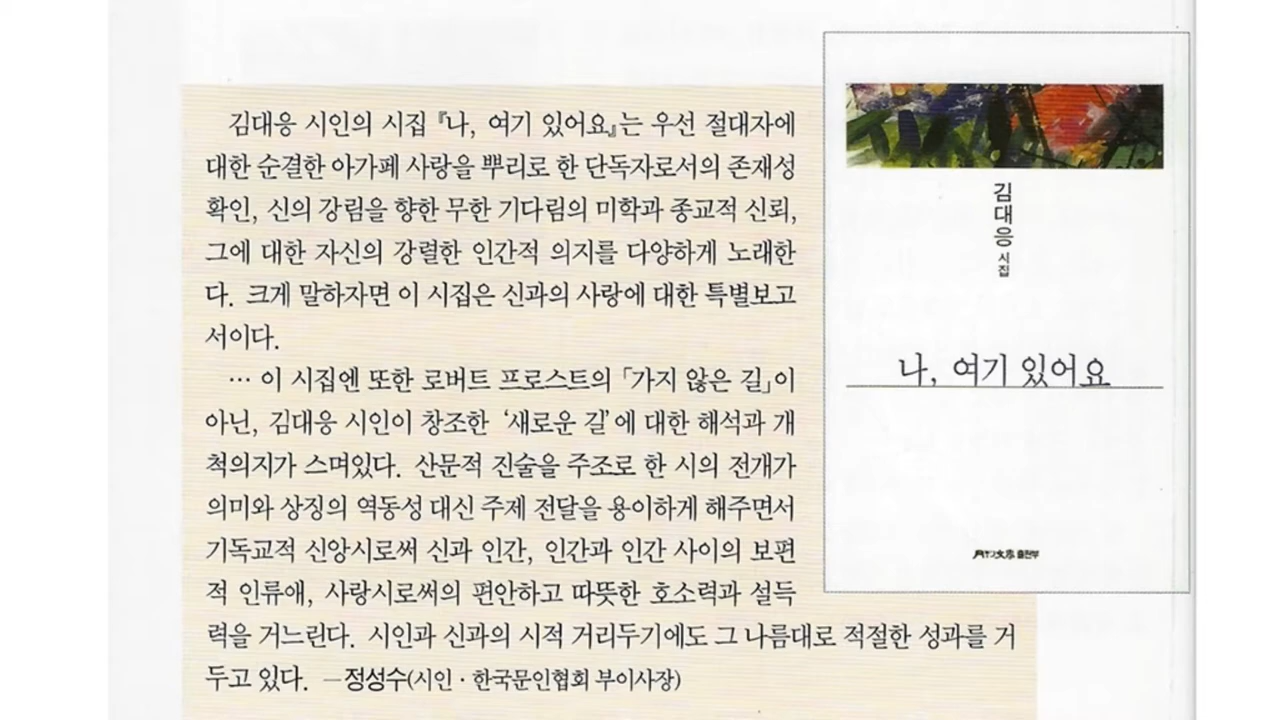 김대응 시인의 시집 『나, 여기 있어요』는 우선 절대자에
대한 순결한 아가페 사랑을 뿌리로 한 단독자로서의 존재성
확인, 신의 강림을 향한 무한 기다림의 미학과 종교적 신뢰,
그에 대한 자신의 강렬한 인간적 의지를 다양하게 노래한
다. 크게 말하자면 이 시집은 신과의 사랑에 대한 특별보고
서이다.
… 이 시집엔 또한 로버트 프로스트의 「가지 않은 길」이
아닌, 김대응 시인이 창조한 ‘새로운 길’에 대한 해석과 개
척의지가 스며있다. 산문적 진술을 주조로 한 시의 전개가
의미와 상징의 역동성 대신 주제 전달을 용이하게 해주면서
기독교적 신앙시로써 신과 인간, 인간과 인간 사이의 보편
적 인류애, 사랑시로써의 편안하고 따뜻한 호소력과 설득
력을 거느린다. 시인과 신과의 시적 거리두기에도 그 나름대로 적절한 성과를 거
두고 있다. －정성수(시인·한국문인협회 부이사장)
김대응 시집
나, 여기 있어요
출판부